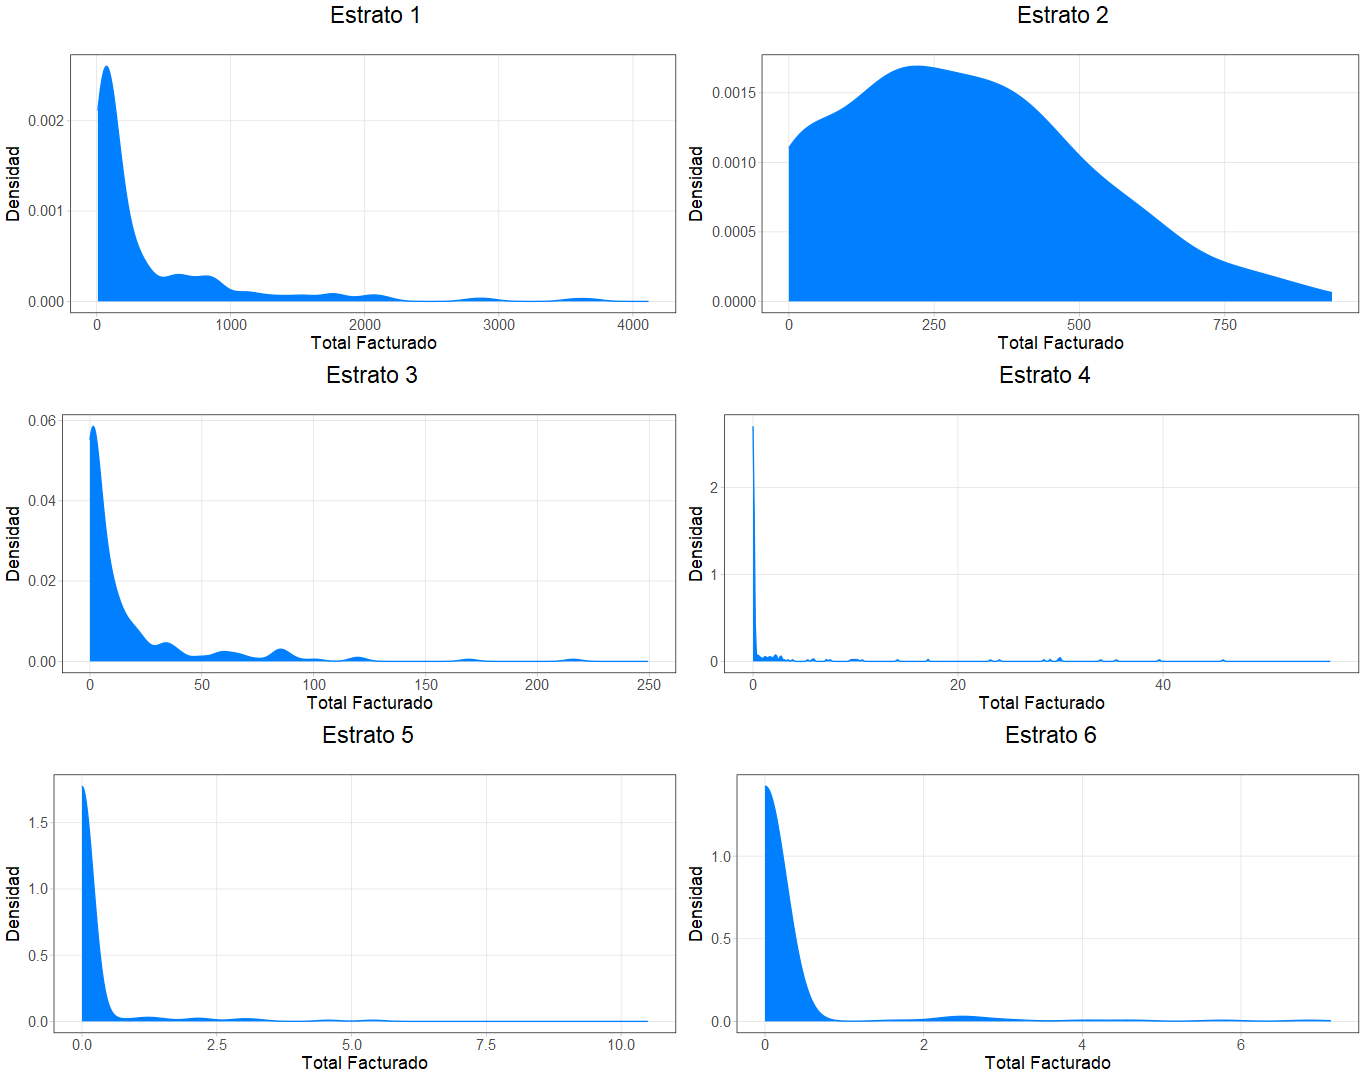 Estrato 1
Densidad
0.002
0.001
0.000
0 1000 2000 3000 4000
Total Facturado
Estrato 2
Densidad
0.0015
0.0010
0.0005
0.0000
0 250 500 750
Total Facturado
Estrato 3
Densidad
0.06
0.04
0.02
0.00
0 50 100 150 200 250
Total Facturado
Estrato 4
Densidad
2
1
0
0 20 40
Total Facturado
Estrato 5
Densidad
1.5
1.0
0.5
0.0
0.0 2.5 5.0 7.5 10.0
Total Facturado
Estrato 6
Densidad
1.0
0.5
0.0
0 2 4 6
Total Facturado